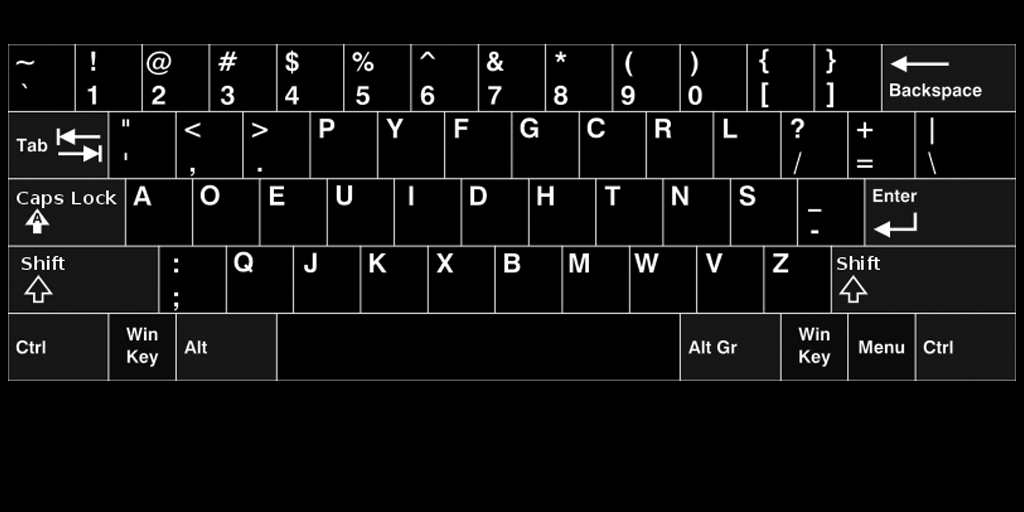 ~ ! @ # $ % ^ & * ( ) { }
` 1 2 3 4 5 6 7 8 9 0 [ ] Backspace
Tab " < > P Y F G C R L ? + |
' , . / = \
Caps Lock A O E U I D H T N S _ Enter
A -
Shift : Q J K X B M W V Z Shift
;
Ctrl Win Key Alt Alt Gr Win Key Menu Ctrl